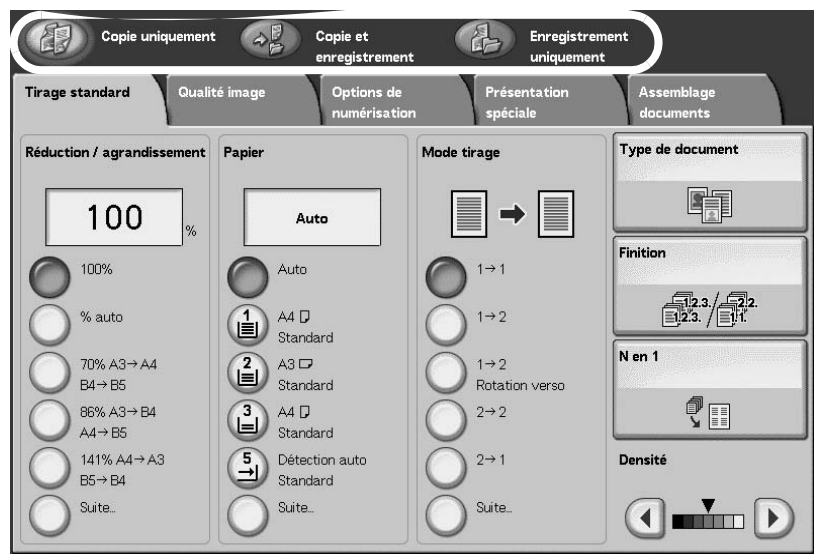 Copie uniquement
Copie et
enregistrement
Enregistrement
uniquement
Tirage standard
Qualité image
Options de
numérisation
Présentation
spéciale
Assemblage
documents
Réduction / agrandissement
100
%
100%
% auto
70% A3→A4
B4→B5
86% A3→B4
A4→B5
141% A4→A3
B5→B4
Suite...
Papier
Auto
Auto
1
A4
Standard
2
A3
Standard
3
A4
Standard
5
Détection auto
Standard
Suite...
Mode tirage
1→1
1→2
1→2
Rotation verso
2→2
2→1
Suite...
Type de document
Finition
1.2.3. / 2.2.
1.2.3. 1.1.
N en 1
Densité